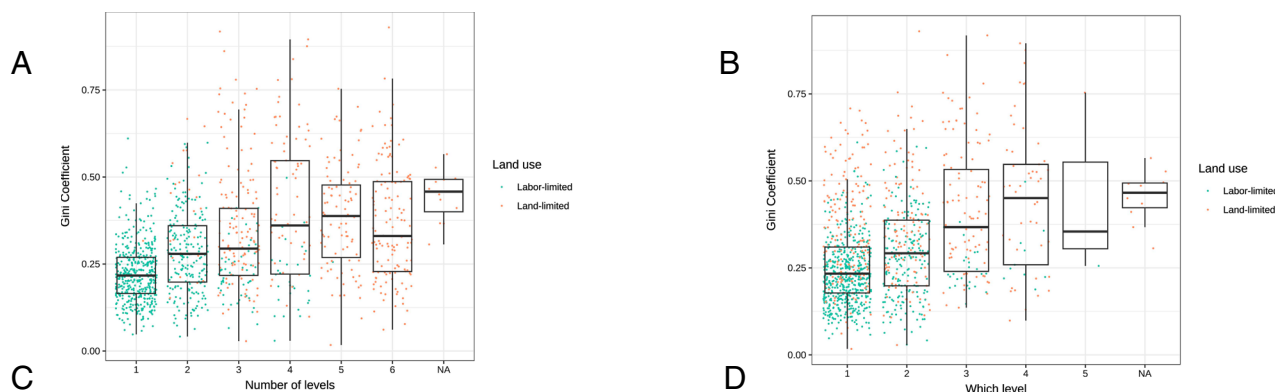 A
Gini Coefficient
0.75
0.50
0.25
0.00
1 2 3 4 5 6 NA
Number of levels
Land use
Labor-limited
Land-limited
B
Gini Coefficient
0.75
0.50
0.25
0.00
1 2 3 4 5 NA
Which level
Land use
Labor-limited
Land-limited
C
D